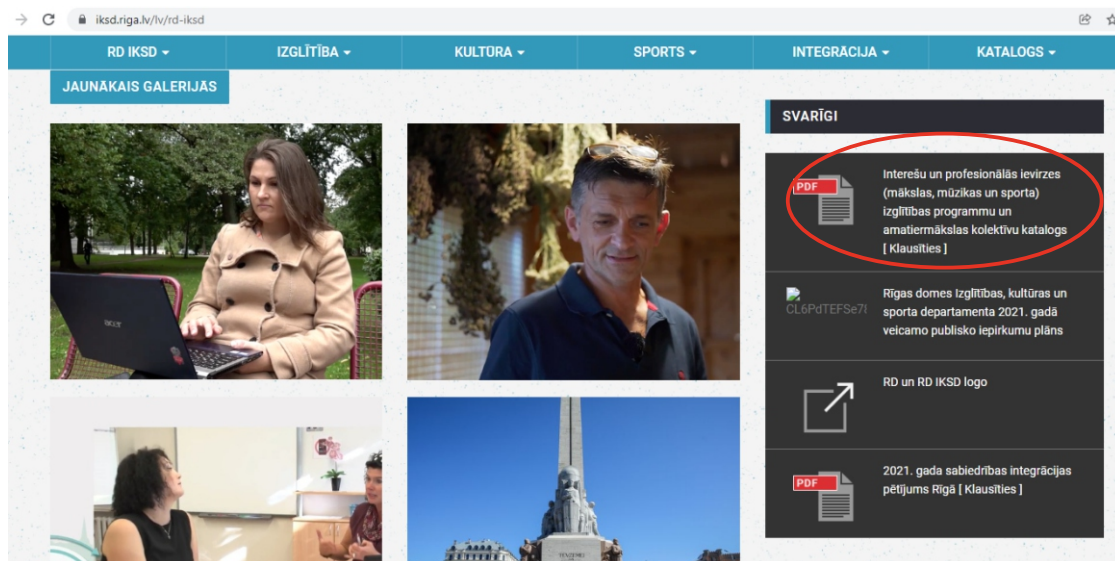 iksd.riga.lv/lv/rd-iksd
RD IKSD
IZGLĪTĪBA
KULTŪRA
SPORTS
INTEGRĀCIJA
KATALOGS
JAUNĀKAIS GALERIJĀS
SVARĪGI
PDF
Interešu un profesionālās ievirzes
(mākslas, mūzikas un sporta)
izglītības programmu un
amatiermākslas kolektīvu katalogs
[ Klausīties ]
CL6PdTEFSe7
Rīgas domes Izglītības, kultūras un
sporta departamenta 2021. gadā
veicamo publisko iepirkumu plāns
RD un RD IKSD logo
PDF
2021. gada sabiedrības integrācijas
pētījums Rīgā [ Klausīties ]
acer